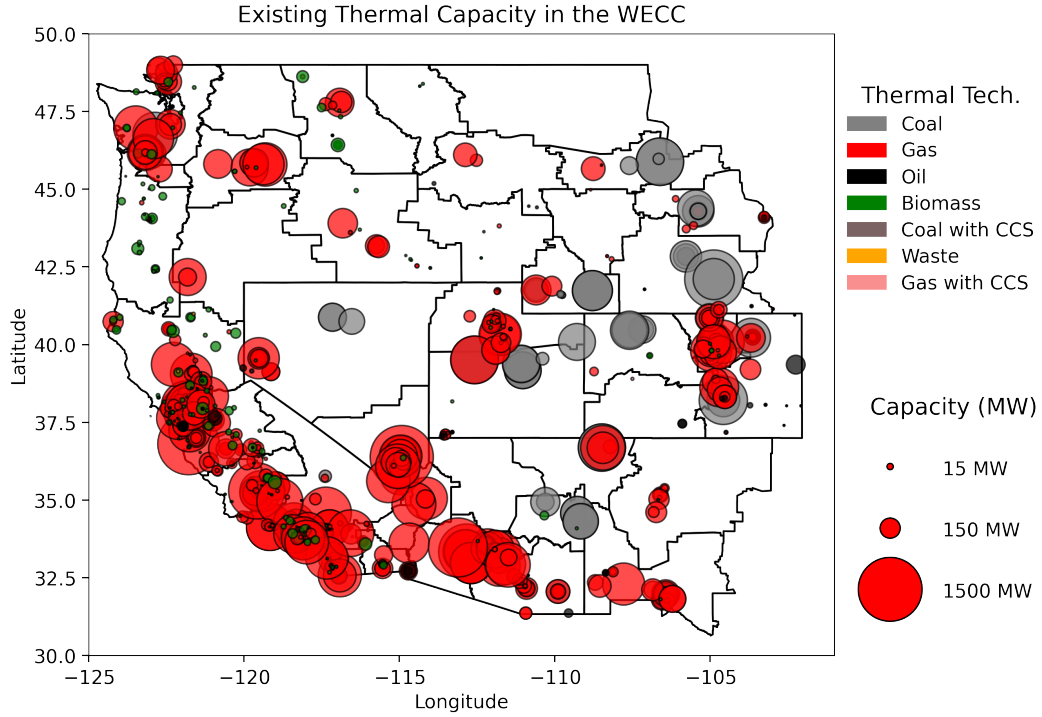 Existing Thermal Capacity in the WECC
50.0
47.5
45.0
42.5
40.0
37.5
35.0
32.5
30.0
Latitude
−125
−120
−115
−110
−105
Longitude
Thermal Tech.
Coal
Gas
Oil
Biomass
Coal with CCS
Waste
Gas with CCS
Capacity (MW)
15 MW
150 MW
1500 MW